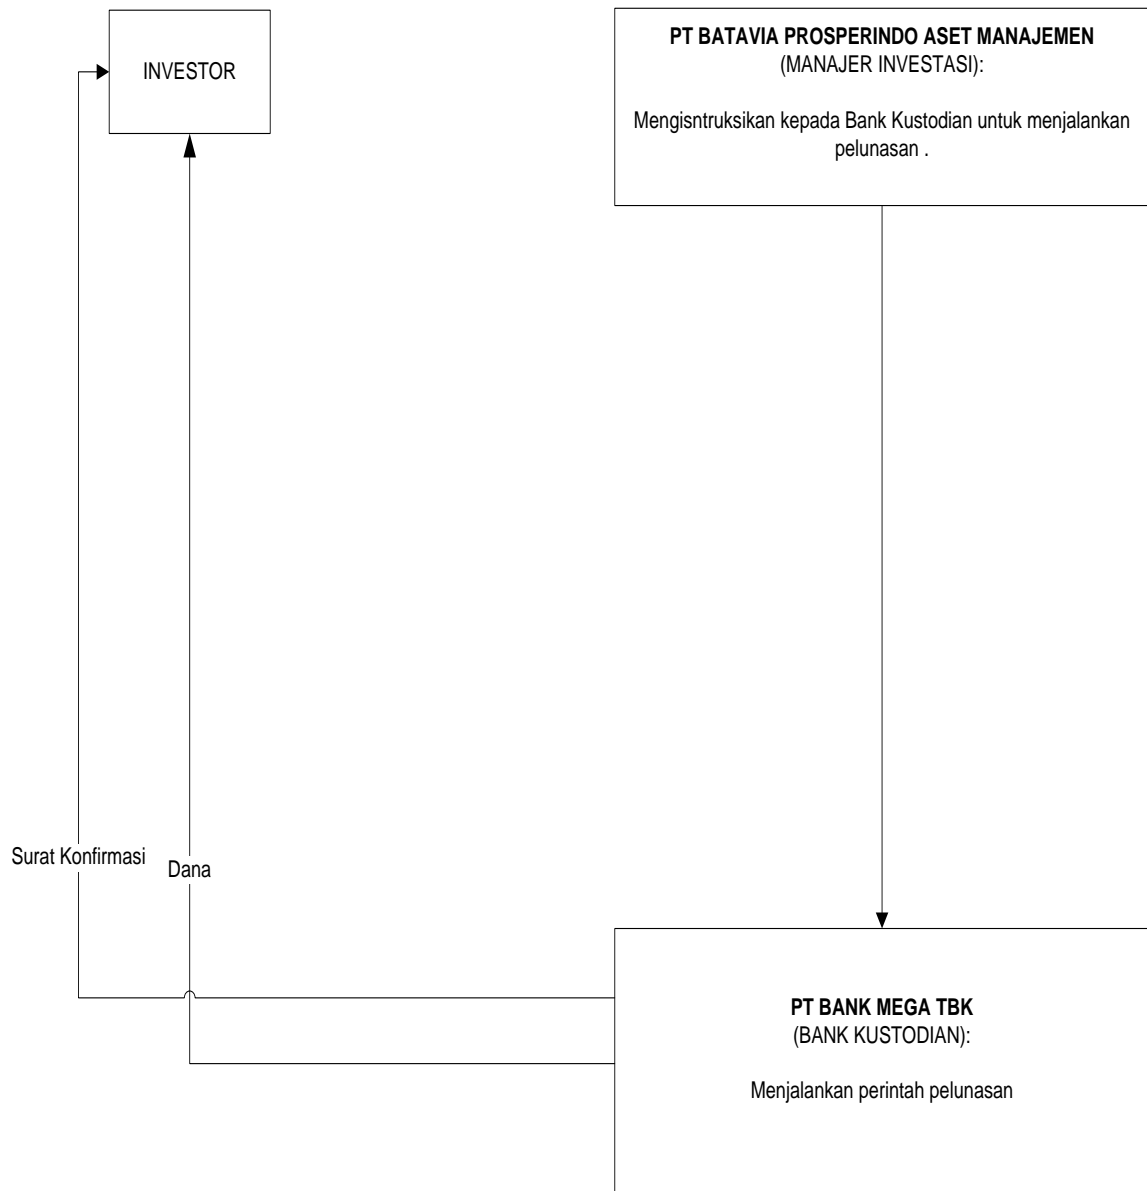 INVESTOR
PT BATAVIA PROSPERINDO ASET MANAJEMEN
(MANAJER INVESTASI):
Mengisntruksikan kepada Bank Kustodian untuk menjalankan
pelunasan .
Surat Konfirmasi
Dana
PT BANK MEGA TBK
(BANK KUSTODIAN):
Menjalankan perintah pelunasan